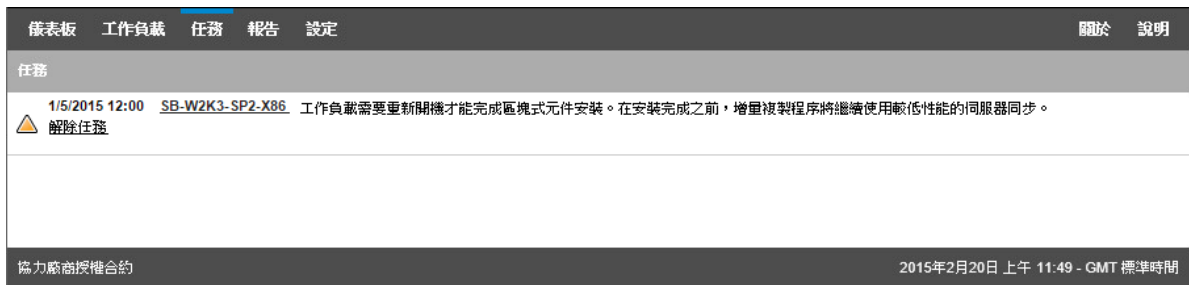 儀表板 工作負載 任務 報告 設定 關於 說明
任務
1/5/2015 12:00 SB-W2K3-SP2-X86 工作負載需要重新開機才能完成區塊式元件安裝。在安裝完成之前，增量複製程序將繼續使用較低性能的伺服器同步。
解除任務
協力廠商授權合約 2015年2月20日 上午 11:49 - GMT 標準時間